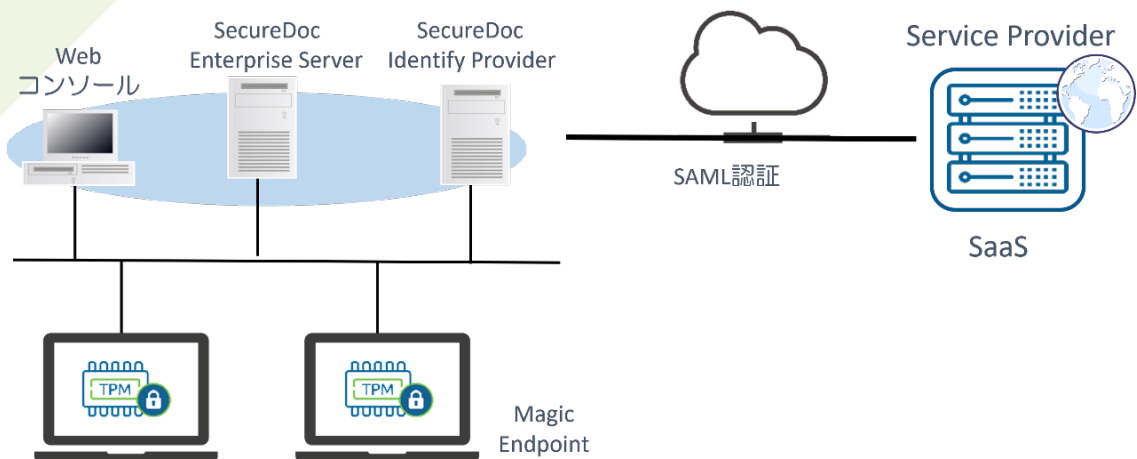 Web
コンソール
SecureDoc
Enterprise Server
SecureDoc
Identify Provider
Service Provider
SAML認証
SaaS
TPM
TPM
Magic
Endpoint